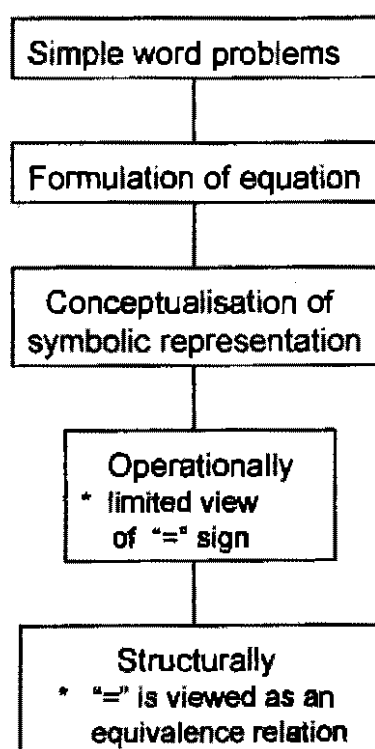 Simple word problems
Formulation of equation
Conceptualisation of
symbolic representation
Operationally
* limited view
of "=" sign
Structurally
* "=" is viewed as an
equivalence relation